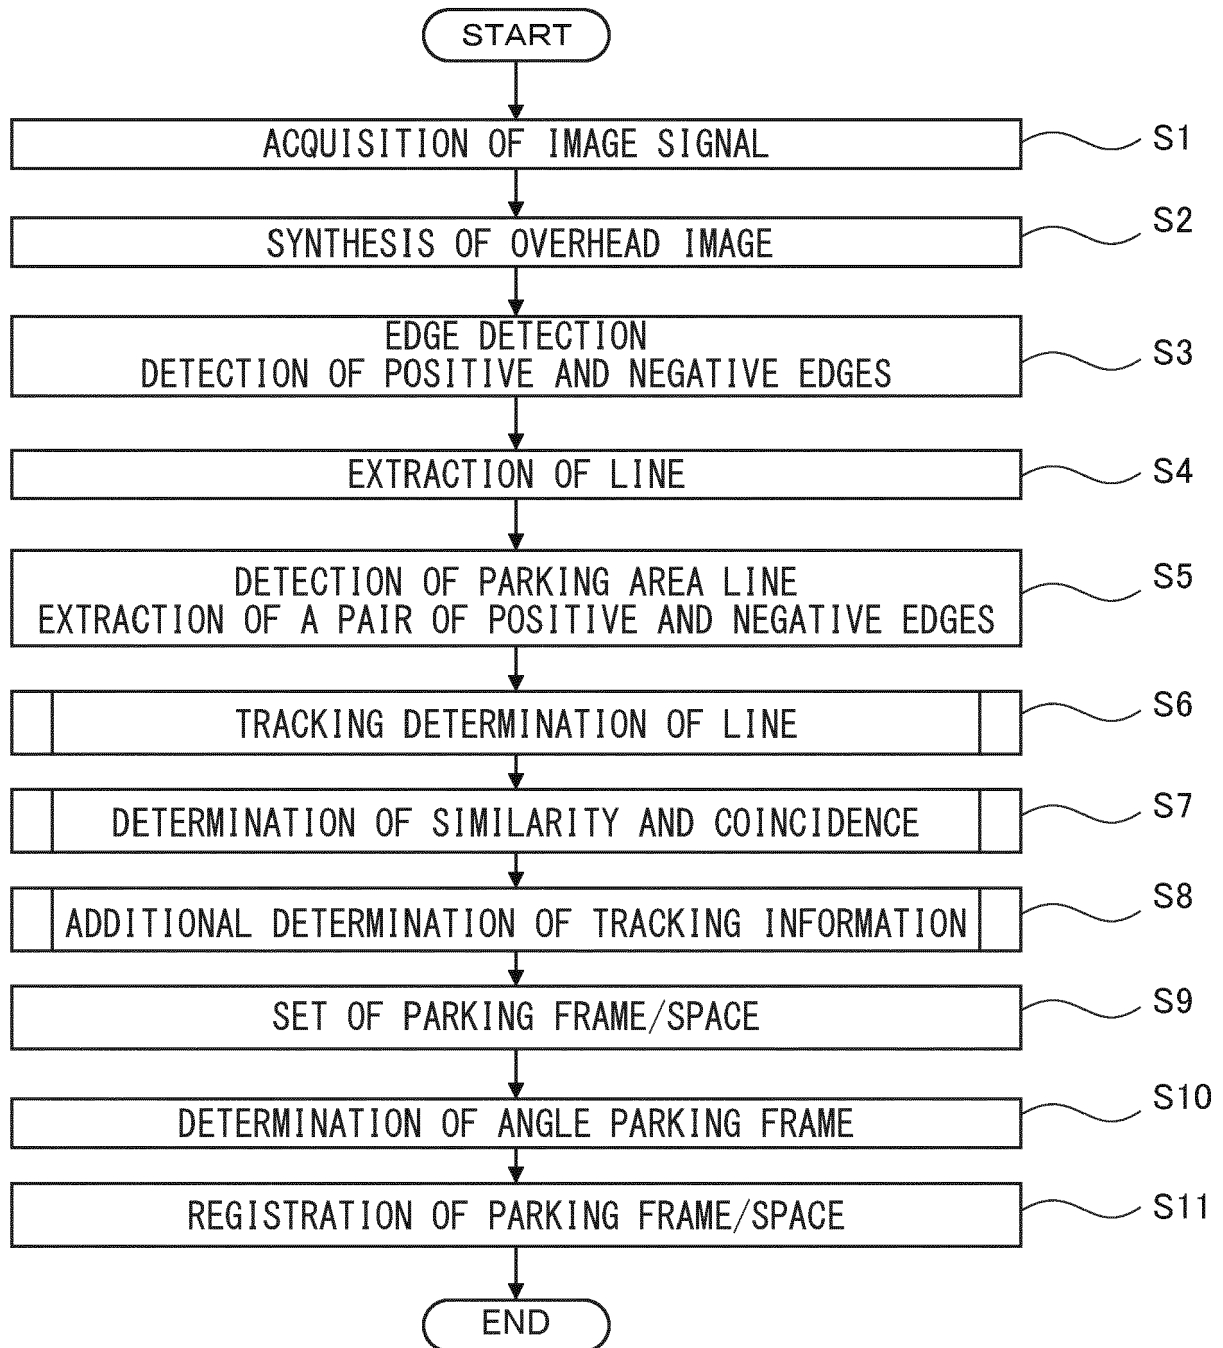 START
ACQUISITION OF IMAGE SIGNAL
S1
SYNTHESIS OF OVERHEAD IMAGE
S2
EDGE DETECTION
DETECTION OF POSITIVE AND NEGATIVE EDGES
S3
EXTRACTION OF LINE
S4
DETECTION OF PARKING AREA LINE
EXTRACTION OF A PAIR OF POSITIVE AND NEGATIVE EDGES
S5
TRACKING DETERMINATION OF LINE
S6
DETERMINATION OF SIMILARITY AND COINCIDENCE
S7
ADDITIONAL DETERMINATION OF TRACKING INFORMATION
S8
SET OF PARKING FRAME/SPACE
S9
DETERMINATION OF ANGLE PARKING FRAME
S10
REGISTRATION OF PARKING FRAME/SPACE
S11
END